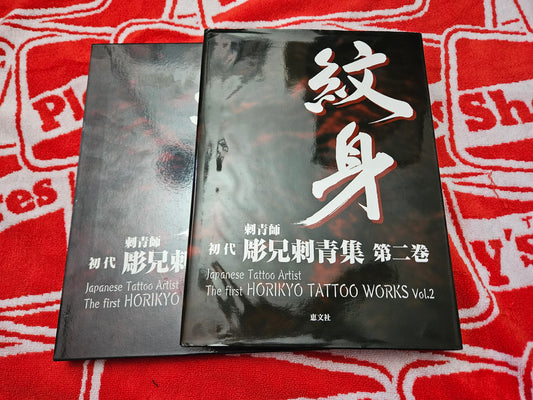 紋身
刺青師
初代 彫兄刺青集 第二巻
Japanese Tattoo Artist
The first HORIKYO TATTOO WORKS Vol.2
恵文社
刺青師
初代 彫兄刺
Japanese Tattoo Artist
The first HORIKYO